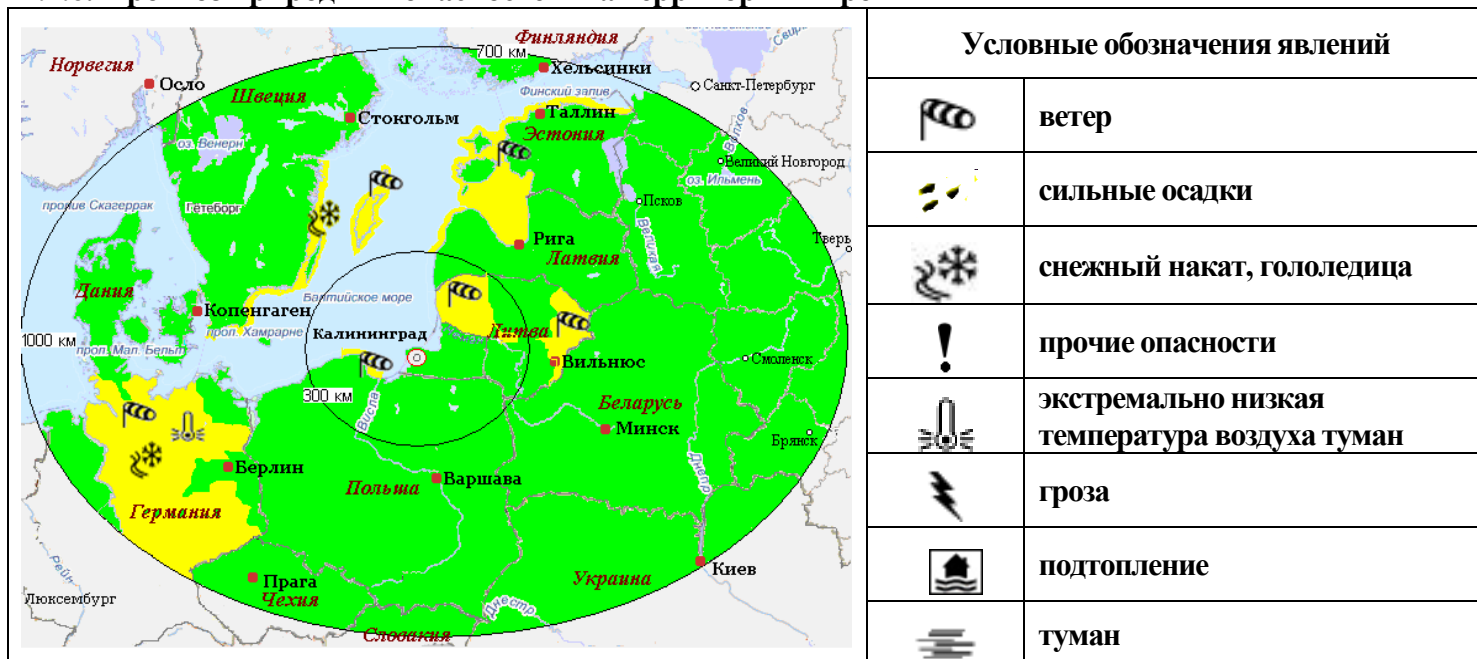 Условные обозначения явлений
ветер
сильные осадки
снежный накат, гололедица
прочие опасности
экстремально низкая
температура воздуха туман
гроза
подтопление
туман
700 км
Финляндия
Норвегия
Хельсинки
Осло
Санкт-Петербург
Финский залив
Швеция
Стокгольм
Таллин
Эстония
Волхов
оз. Венерн
Великий Новгород
оз. Ильмень
Псков
пролив Скагеррак
Гётеборг
Великая
Рига
Тверь
Латвия
Дания
Балтийское море
Копенгаген
прол. Хамрарне
Калининград
Литва
1000 км
прол. Мал. Бельт
Вильнюс
Смоленск
300 км
Висла
Беларусь
Минск
Брянск
Днепр
Берлин
Польша
Варшава
Германия
Рейн
Киев
Прага
Украина
Чехия
Люксембург
Днестр
Словакия